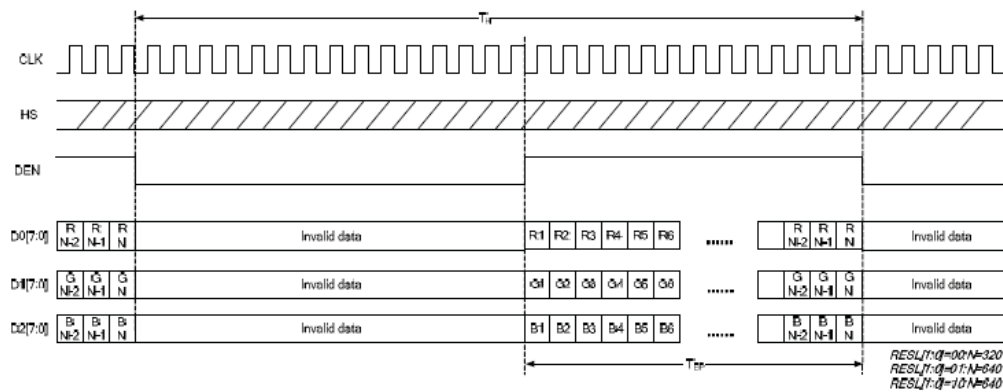 TH
CLK
HS
DEN
D0[7:0] R N-2 R N-1 R N Invalid data R1 R2 R3 R4 R5 R6 ...... R N-2 R N-1 R N Invalid data
D1[7:0] G N-2 G N-1 G N Invalid data G1 G2 G3 G4 G5 G6 ...... G N-2 G N-1 G N Invalid data
D2[7:0] B N-2 B N-1 B N Invalid data B1 B2 B3 B4 B5 B6 ...... B N-2 B N-1 B N Invalid data
TEP
RESL[1:0]=00:N=320
RESL[1:0]=01:N=640
RESL[1:0]=10:N=640